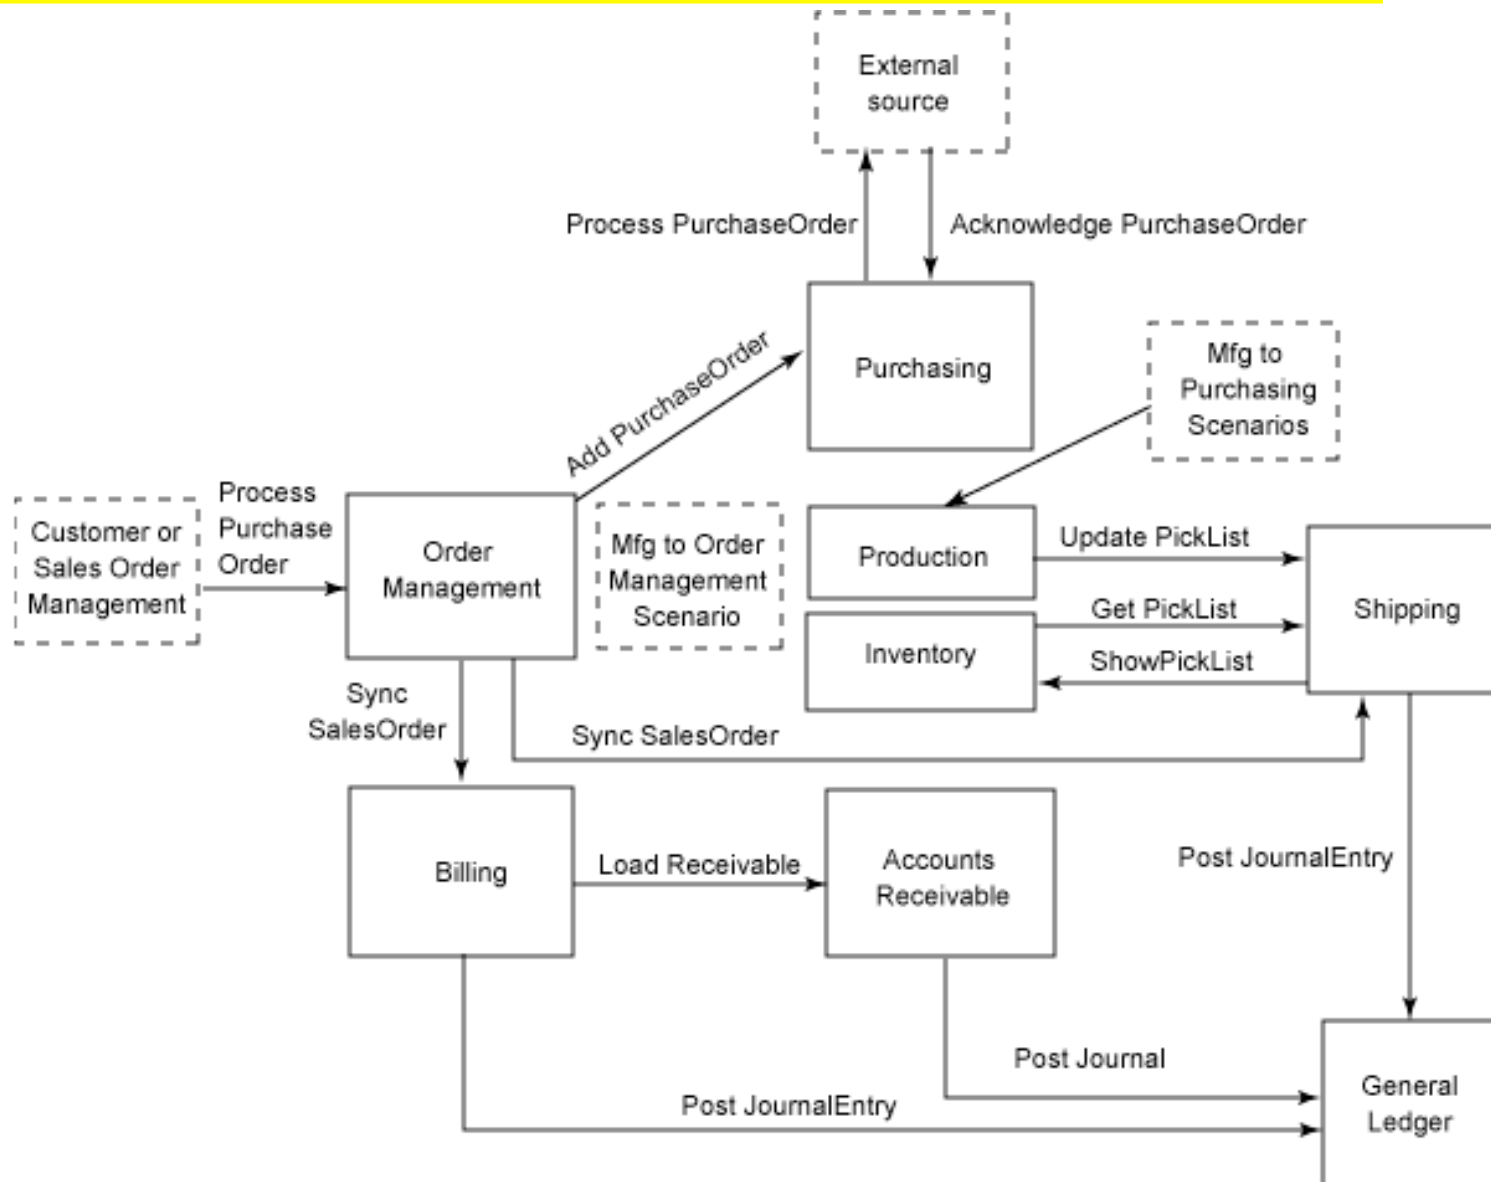 External
source
Process PurchaseOrder
Acknowledge PurchaseOrder
Purchasing
Add PurchaseOrder
Mfg to
Purchasing
Scenarios
Customer or
Sales Order
Management
Process
Purchase
Order
Order
Management
Mfg to Order
Management
Scenario
Production
Update PickList
Inventory
Get PickList
ShowPickList
Shipping
Sync
SalesOrder
Sync SalesOrder
Billing
Load Receivable
Accounts
Receivable
Post JournalEntry
Post Journal
Post JournalEntry
General
Ledger